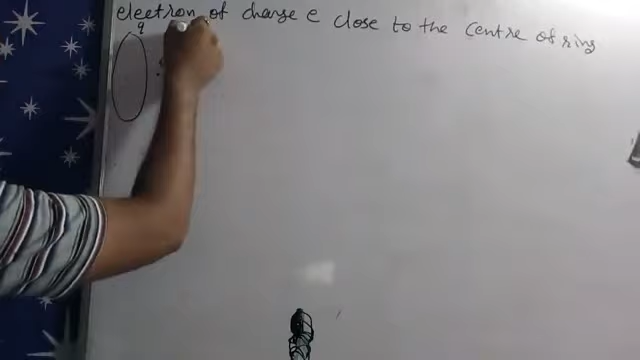 electron of charge e close to the centre of ring
q